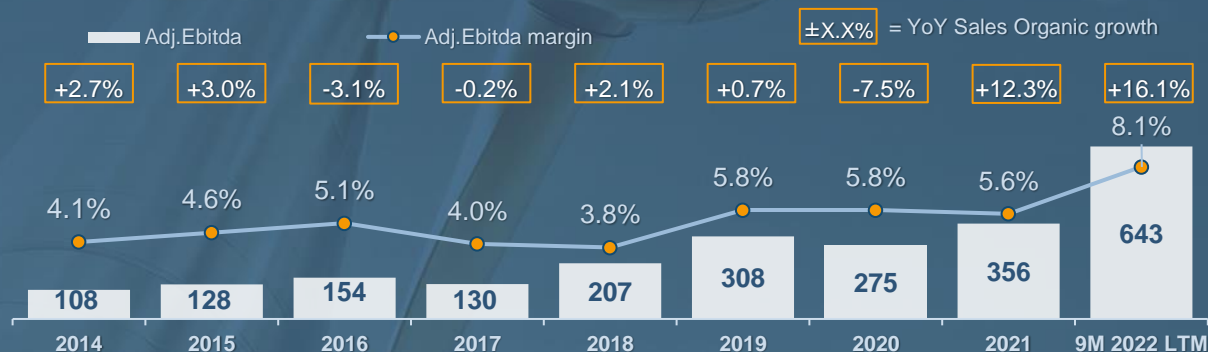 Adj.Ebitda
Adj.Ebitda margin
±X.X% = YoY Sales Organic growth
+2.7% +3.0% -3.1% -0.2% +2.1% +0.7% -7.5% +12.3% +16.1%
4.1% 4.6% 5.1% 4.0% 3.8% 5.8% 5.8% 5.6% 8.1%
108 128 154 130 207 308 275 356 643
2014 2015 2016 2017 2018 2019 2020 2021 9M 2022 LTM